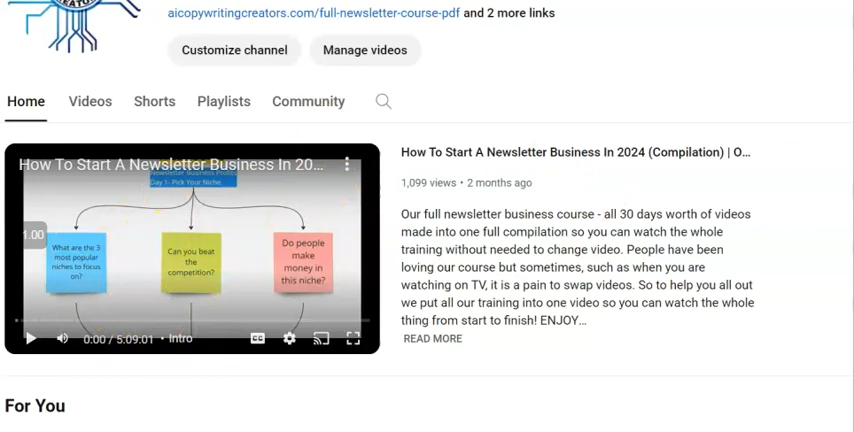 EATOR
aicopywritingcreators.com/full-newsletter-course-pdf and 2 more links
Customize channel
Manage videos
Home
Videos
Shorts
Playlists
Community
How To Start A Newsletter Business In 20...
Newsletter Business Profits
Day 1- Pick Your Niche
1.00
What are the 3
most popular
niches to focus
on?
Can you beat
the
competition?
Do people
make
money in
this niche?
0:00 / 5:09:01 • Intro
CC
How To Start A Newsletter Business In 2024 (Compilation) | O...
1,099 views • 2 months ago
Our full newsletter business course - all 30 days worth of videos
made into one full compilation so you can watch the whole
training without needed to change video. People have been
loving our course but sometimes, such as when you are
watching on TV, it is a pain to swap videos. So to help you all out
we put all our training into one video so you can watch the whole
thing from start to finish! ENJOY...
READ MORE
For You